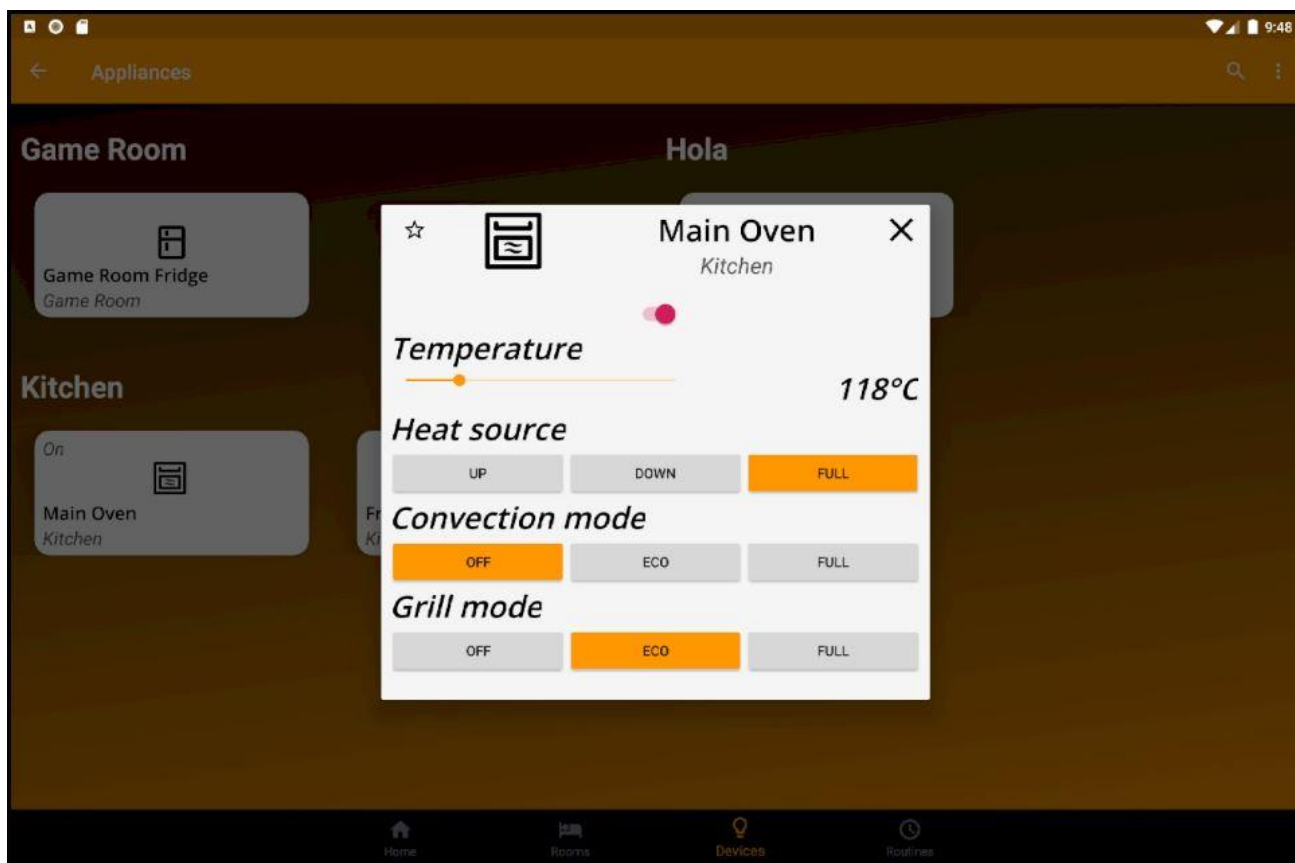 9:48
Appliances
Game Room
Hola
Game Room Fridge
Game Room
Main Oven
Kitchen
Temperature
118°C
Heat source
UP DOWN FULL
Convection mode
OFF ECO FULL
Grill mode
OFF ECO FULL
Kitchen
On
Main Oven
Kitchen
Fr
Ki
Home Rooms Devices Routines